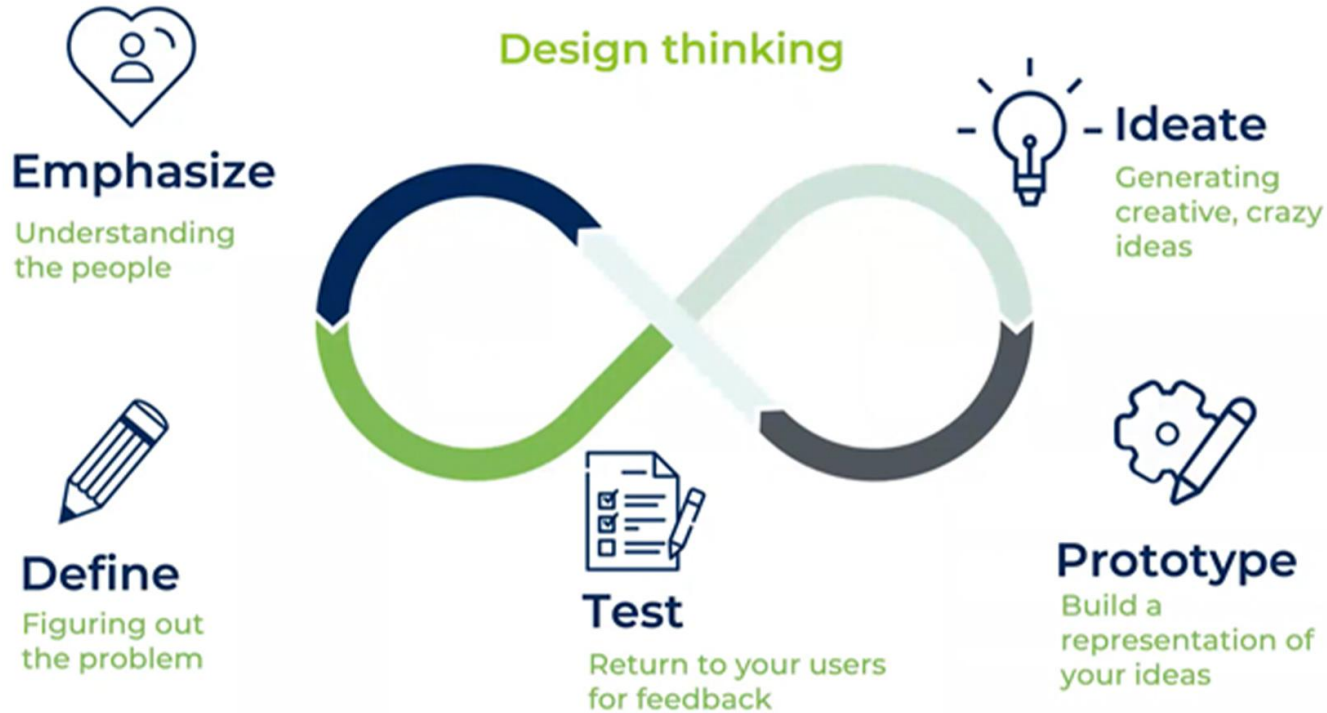 Design thinking
Emphasize
Understanding
the people
Define
Figuring out
the problem
Ideate
Generating
creative, crazy
ideas
Prototype
Build a
representation of
your ideas
Test
Return to your users
for feedback